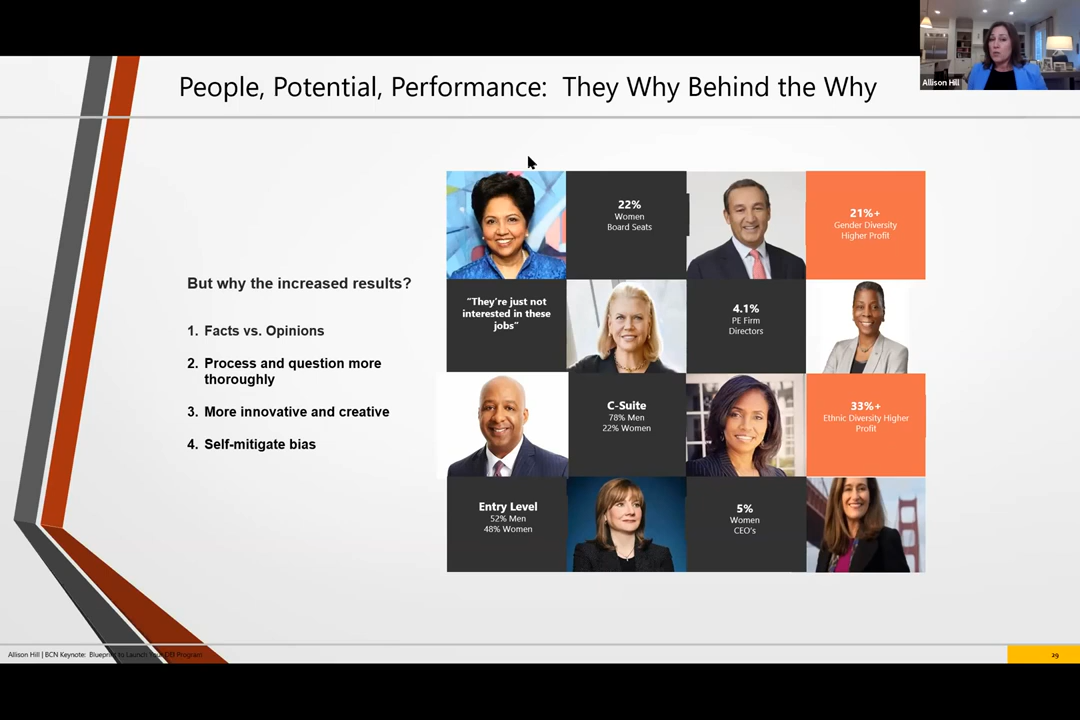 People, Potential, Performance:  They Why Behind the Why
Allison Hill
But why the increased results?
1. Facts vs. Opinions
2. Process and question more
thoroughly
3. More innovative and creative
4. Self-mitigate bias
22%
Women
Board Seats
21%+
Gender Diversity
Higher Profit
“They’re just not
interested in these
jobs”
4.1%
PE Firm
Directors
C-Suite
78% Men
22% Women
33%+
Ethnic Diversity Higher
Profit
Entry Level
52% Men
48% Women
5%
Women
CEO’s
Allison Hill | BCN Keynote:  Blueprint to Launch Your DEI Program
29